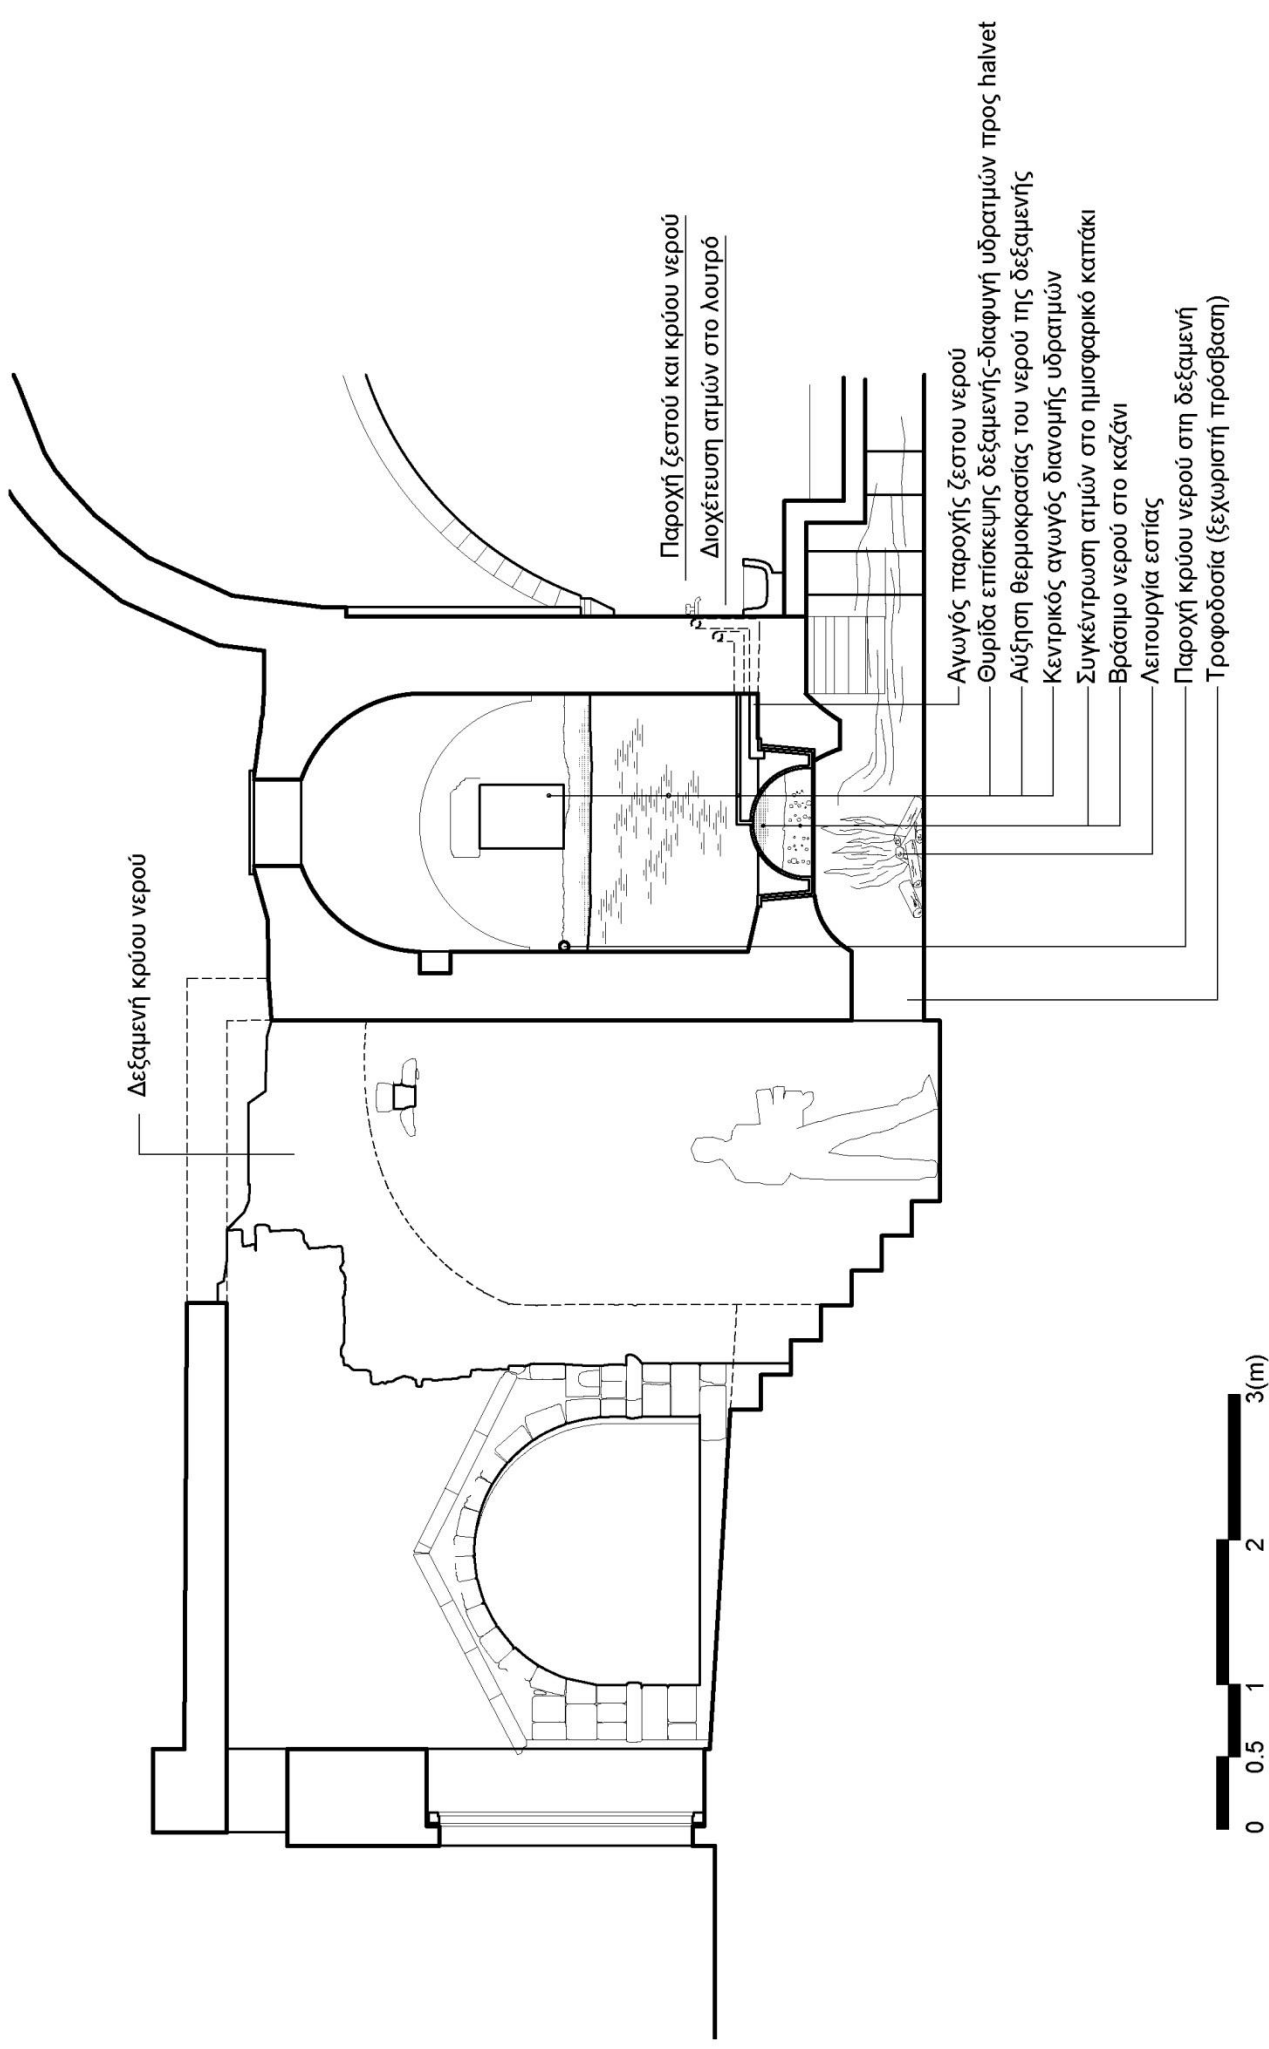 Δεξαμενή κρύου νερού
Παροχή ζεστού και κρύου νερού
Διοχέτευση ατμών στο λουτρό
Αγωγός παροχής ζεστου νερού
Θυρίδα επίσκεψης δεξαμενής-διαφυγή υδρατμών προς halvet
Αύξηση θερμοκρασίας του νερού της δεξαμενής
Κεντρικός αγωγός διανομής υδρατμών
Συγκέντρωση ατμών στο ημισφαρικό καπάκι
Βράσιμο νερού στο καζάνι
Λειτουργία εστίας
Παροχή κρύου νερού στη δεξαμενή
Τροφοδοσία (ξεχωριστή πρόσβαση)
0 0.5 1 2 3(m)